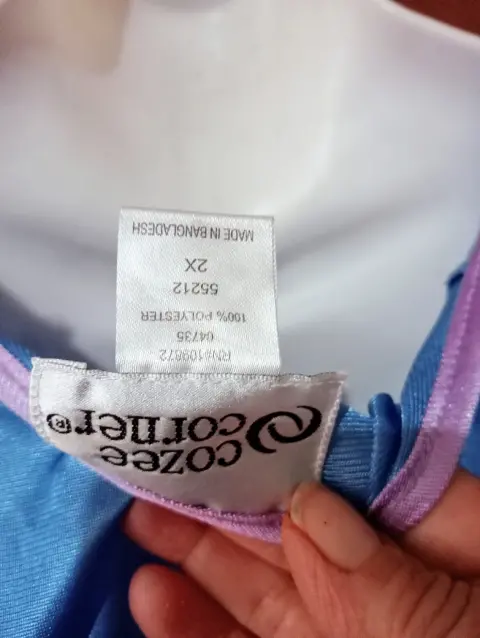 cozee
corner®
RN#109672
04735
100% POLYESTER
55212
2X
MADE IN BANGLADESH